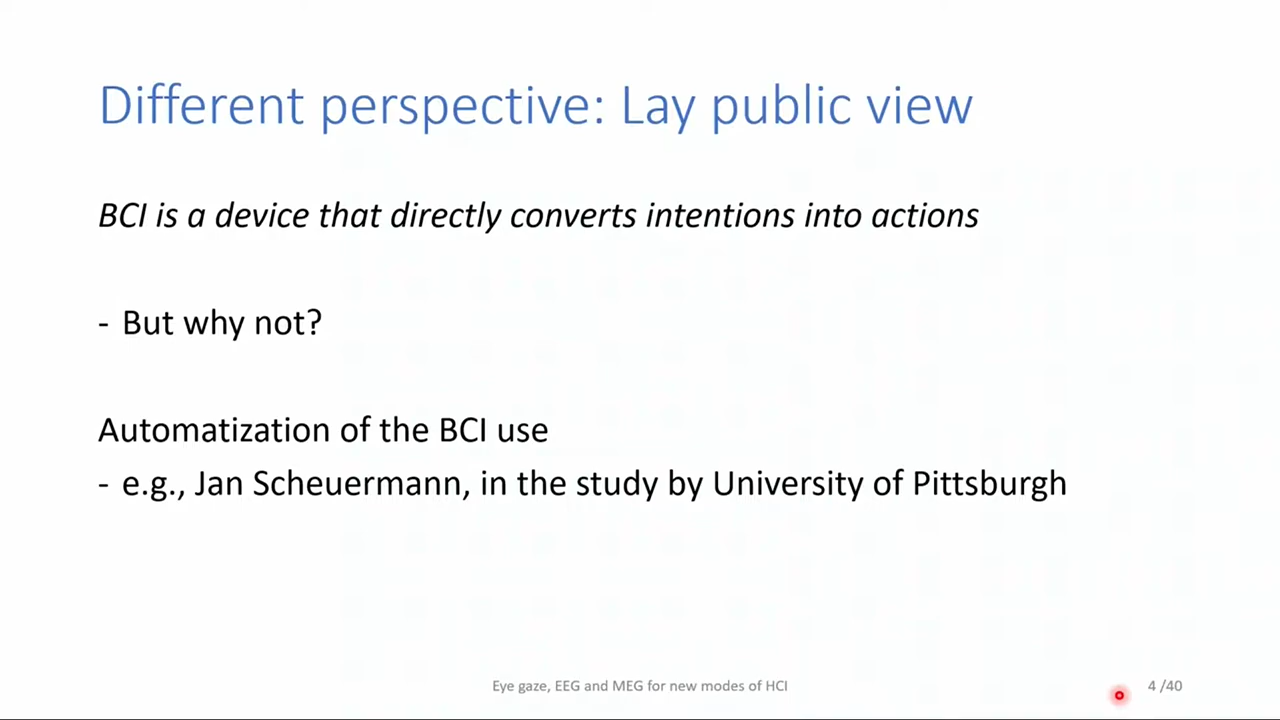 Different perspective: Lay public view
BCI is a device that directly converts intentions into actions
- But why not?
Automatization of the BCI use
- e.g., Jan Scheuermann, in the study by University of Pittsburgh
Eye gaze, EEG and MEG for new modes of HCI
4 /40